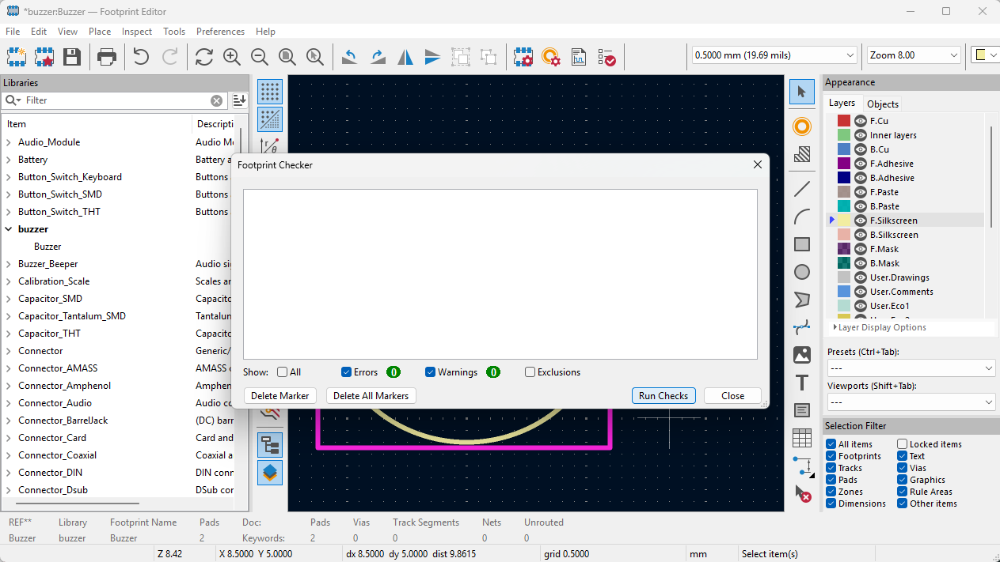 *buzzer:Buzzer — Footprint Editor
File Edit View Place Inspect Tools Preferences Help
0.5000 mm (19.69 mils)
Zoom 8.00
Libraries
Filter
Item Descripti
Audio_Module Audio M
Battery Battery a
Button_Switch_Keyboard Buttons
Button_Switch_SMD Buttons
Button_Switch_THT Buttons
buzzer
Buzzer
Buzzer_Beeper Audio si
Calibration_Scale Scales an
Capacitor_SMD Capacito
Capacitor_Tantalum_SMD Tantalum
Capacitor_THT Capacito
Connector Generic/
Connector_AMASS AMASS c
Connector_Amphenol Amphen
Connector_Audio Audio co
Connector_BarrelJack (DC) barr
Connector_Card Card and
Connector_Coaxial Coaxial a
Connector_DIN DIN conn
Connector_Dsub DSub cor
r
θ
Footprint Checker
Show: All Errors 0 Warnings 0 Exclusions
Delete Marker Delete All Markers Run Checks Close
T
Appearance
Layers Objects
F.Cu
Inner layers
B.Cu
F.Adhesive
B.Adhesive
F.Paste
B.Paste
F.Silkscreen
B.Silkscreen
F.Mask
B.Mask
User.Drawings
User.Comments
User.Eco1
Layer Display Options
Presets (Ctrl+Tab):
---
Viewports (Shift+Tab):
---
Selection Filter
All items Locked items
Footprints Text
Tracks Vias
Pads Graphics
Zones Rule Areas
Dimensions Other items
REF** Library Footprint Name Pads Doc: Pads Vias Track Segments Nets Unrouted
Buzzer buzzer Buzzer 2 Keywords: 2 0 0 0 0
Z 8.42 X 8.5000 Y 5.0000 dx 8.5000 dy 5.0000 dist 9.8615 grid 0.5000 mm Select item(s)